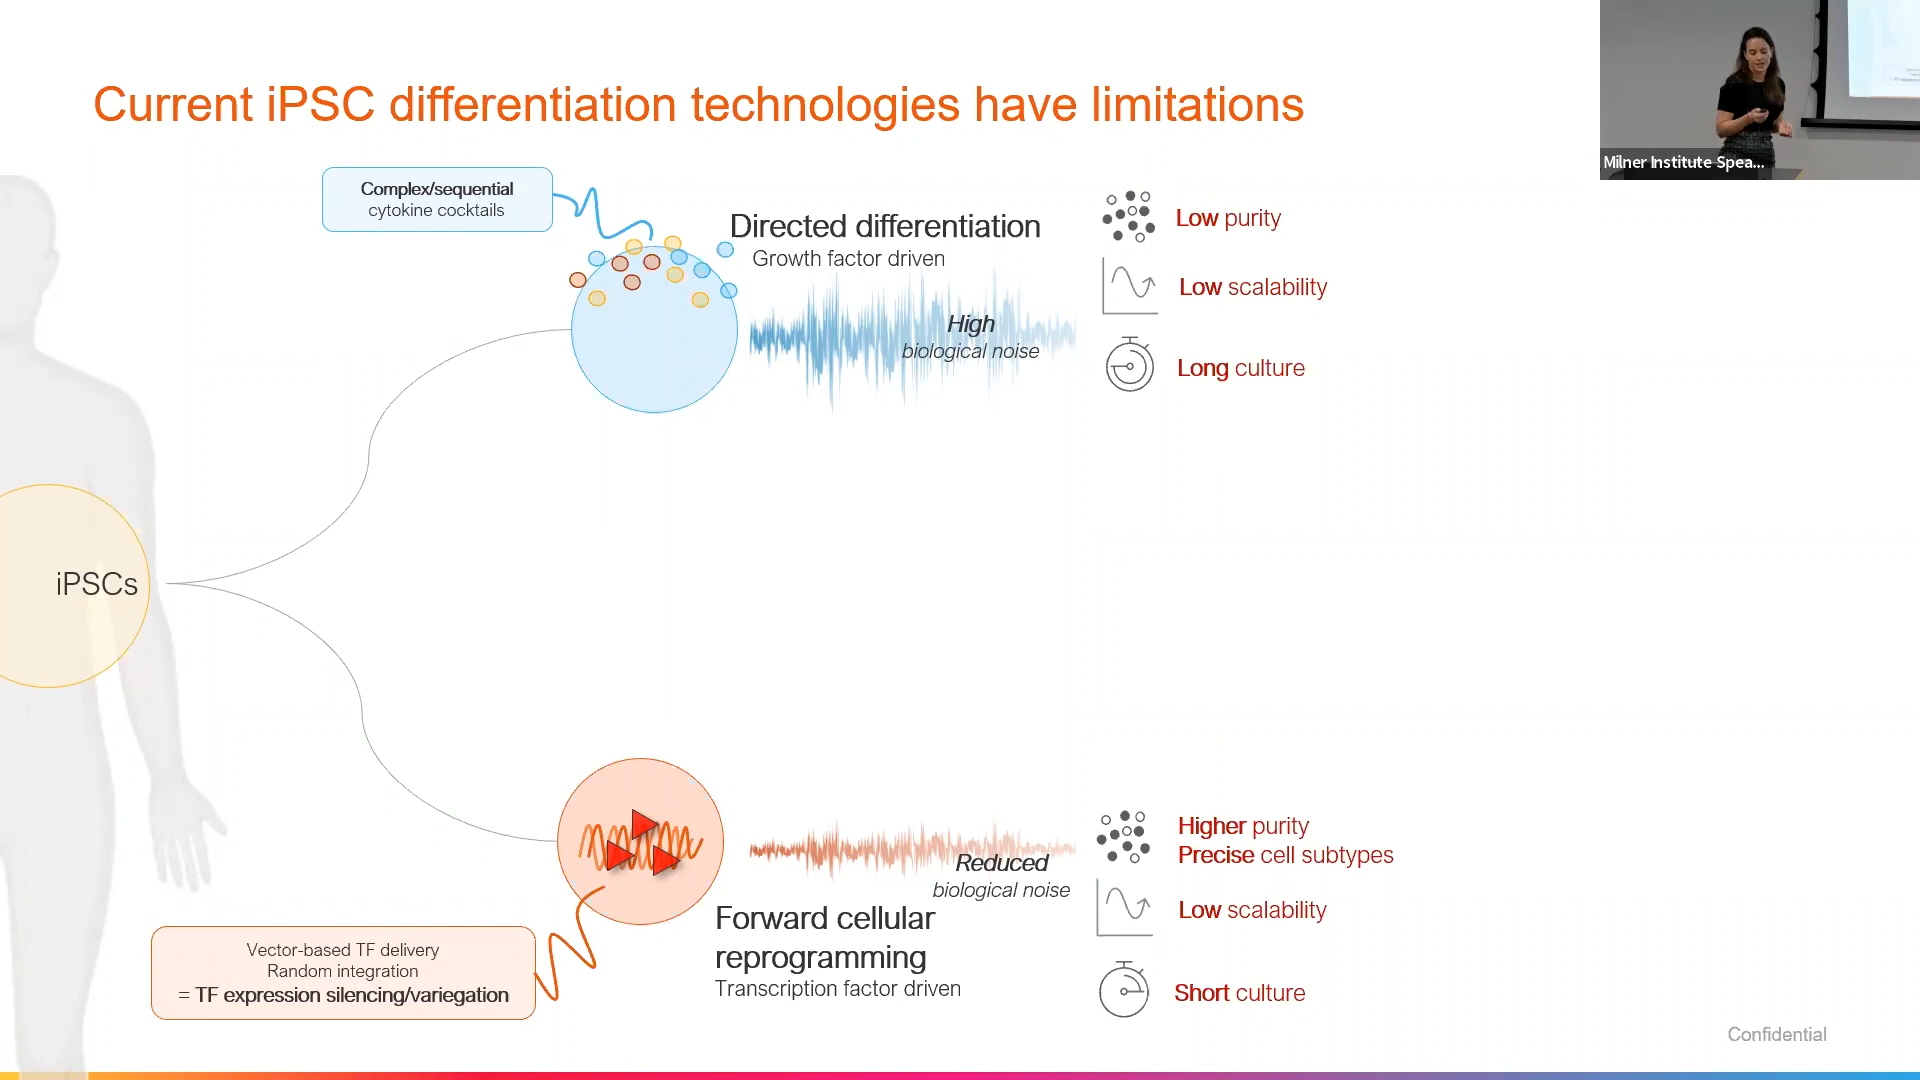 Current iPSC differentiation technologies have limitations
Milner Institute Spea...
Complex/sequential
cytokine cocktails
Directed differentiation
Growth factor driven
High
biological noise
Low purity
Low scalability
Long culture
iPSCs
Reduced
biological noise
Forward cellular
reprogramming
Transcription factor driven
Vector-based TF delivery
Random integration
= TF expression silencing/variegation
Higher purity
Precise cell subtypes
Low scalability
Short culture
Confidential